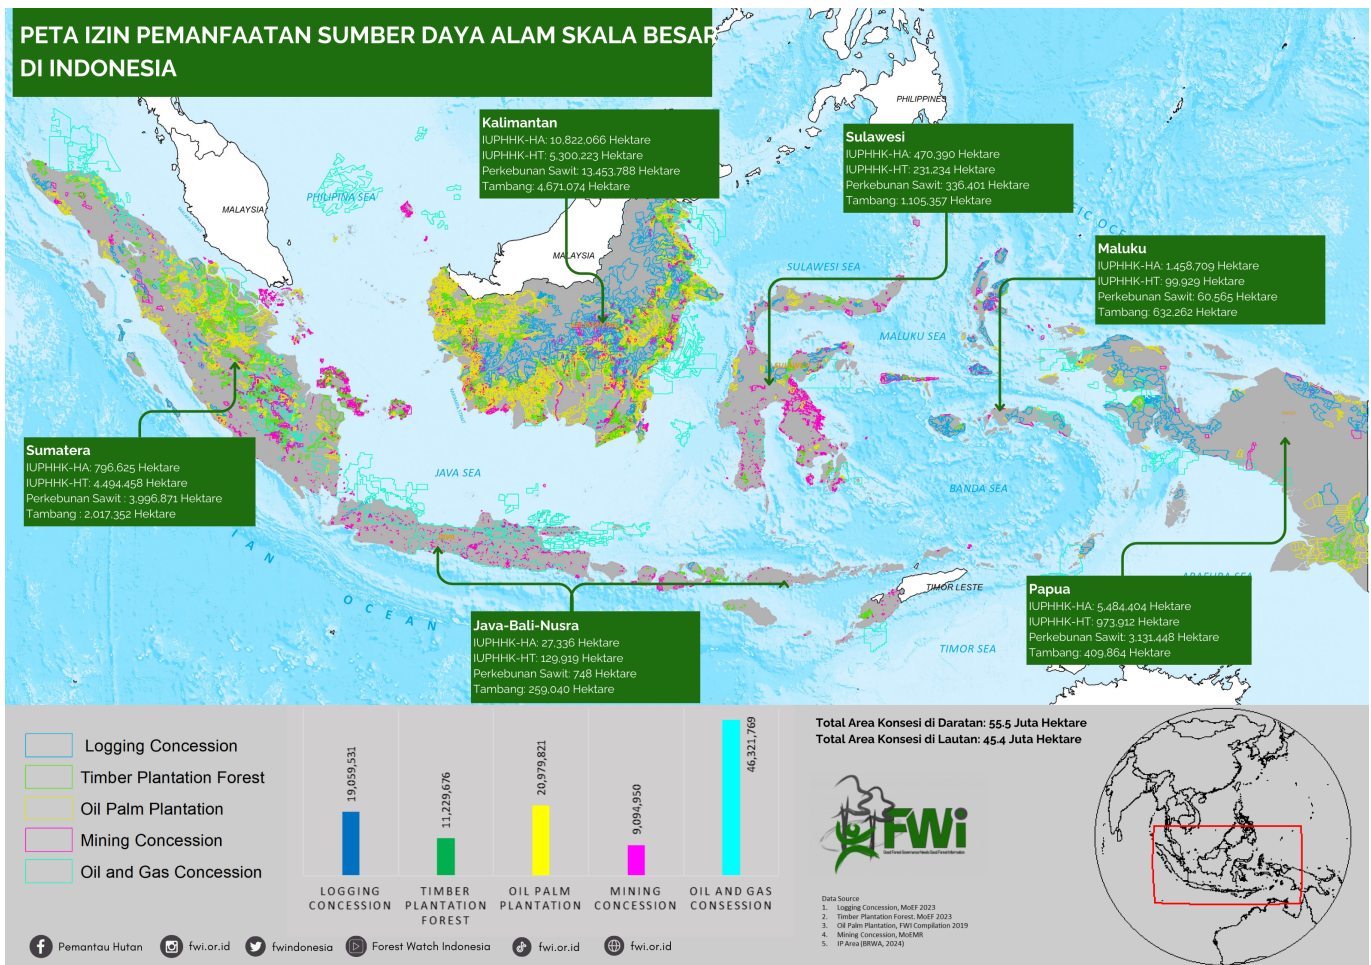 PETA IZIN PEMANFAATAN SUMBER DAYA ALAM SKALA BESAR
DI INDONESIA
PHILIPPINES
Kalimantan
IUPHHK-HA: 10,822,066 Hektare
IUPHHK-HT: 5,300,223 Hektare
Perkebunan Sawit: 13,453,788 Hektare
Tambang: 4,671,074 Hektare
Sulawesi
IUPHHK-HA: 470,390 Hektare
IUPHHK-HT: 231,234 Hektare
Perkebunan Sawit: 336,401 Hektare
Tambang: 1,105,357 Hektare
MALAYSIA
PHILIPINA SEA
MALAYSIA
SULAWESI SEA
Maluku
IUPHHK-HA: 1,458,709 Hektare
IUPHHK-HT: 99,929 Hektare
Perkebunan Sawit: 60,565 Hektare
Tambang: 632,262 Hektare
MALUKU SEA
Sumatera
IUPHHK-HA: 796,625 Hektare
IUPHHK-HT: 4,494,458 Hektare
Perkebunan Sawit : 3,996,871 Hektare
Tambang : 2,017,352 Hektare
JAVA SEA
BANDA SEA
OCEAN
TIMOR LESTE
ARAFURA SEA
TIMOR SEA
Java-Bali-Nusra
IUPHHK-HA: 27,336 Hektare
IUPHHK-HT: 129,919 Hektare
Perkebunan Sawit: 748 Hektare
Tambang: 259,040 Hektare
Papua
IUPHHK-HA: 5,484,404 Hektare
IUPHHK-HT: 973,912 Hektare
Perkebunan Sawit: 3,131,448 Hektare
Tambang: 409,864 Hektare
Logging Concession
Timber Plantation Forest
Oil Palm Plantation
Mining Concession
Oil and Gas Concession
19,059,531
11,229,676
20,979,821
9,094,950
46,321,769
LOGGING CONCESSION
TIMBER PLANTATION FOREST
OIL PALM PLANTATION
MINING CONCESSION
OIL AND GAS CONSESSION
Total Area Konsesi di Daratan: 55.5 Juta Hektare
Total Area Konsesi di Lautan: 45.4 Juta Hektare
FWi
Good Forest Governance Needs Good Forest Information
Data Source
1. Logging Concession, MoEF 2023
2. Timber Plantation Forest. MoEF 2023
3. Oil Palm Plantation, FWI Compilation 2019
4. Mining Concession, MoEMR
5. IP Area (BRWA, 2024)
Pemantau Hutan
fwi.or.id
fwindonesia
Forest Watch Indonesia
fwi.or.id
fwi.or.id